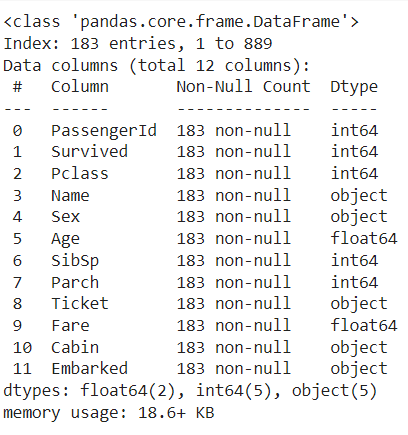 <class 'pandas.core.frame.DataFrame'>
Index: 183 entries, 1 to 889
Data columns (total 12 columns):
 #   Column       Non-Null Count  Dtype
---  ------       --------------  -----
 0   PassengerId  183 non-null    int64
 1   Survived     183 non-null    int64
 2   Pclass       183 non-null    int64
 3   Name         183 non-null    object
 4   Sex          183 non-null    object
 5   Age          183 non-null    float64
 6   SibSp        183 non-null    int64
 7   Parch        183 non-null    int64
 8   Ticket       183 non-null    object
 9   Fare         183 non-null    float64
 10  Cabin        183 non-null    object
 11  Embarked     183 non-null    object
dtypes: float64(2), int64(5), object(5)
memory usage: 18.6+ KB